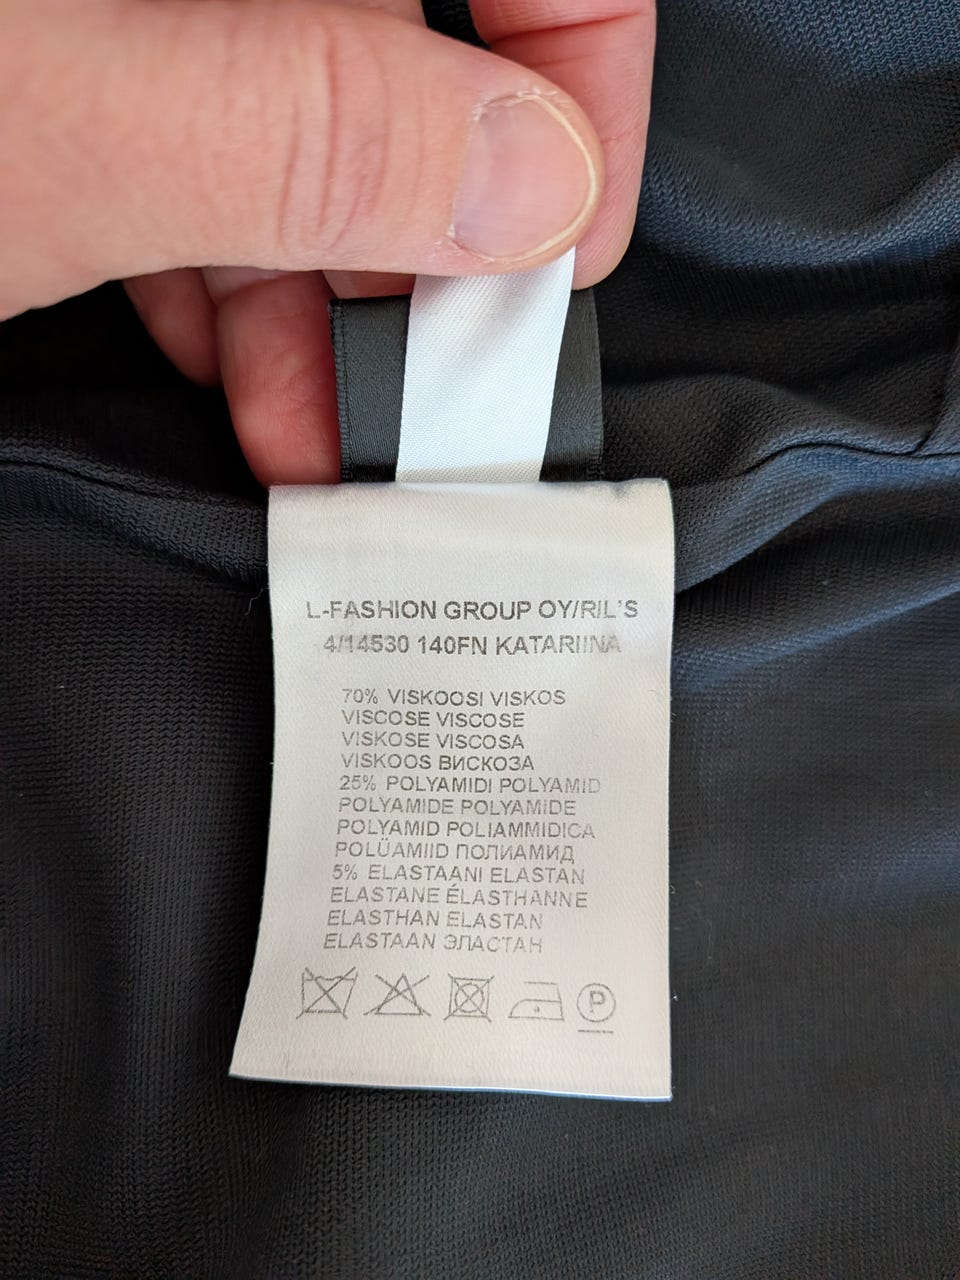 L-FASHION GROUP OY/RIL'S
4/14530 140FN KATARIINA
70% VISKOOSI VISKOS
VISCOSE VISCOSE
VISKOSE VISCOSA
VISKOOS ВИСКОЗА
25% POLYAMIDI POLYAMID
POLYAMIDE POLYAMIDE
POLYAMID POLIAMMIDICA
POLÜAMIID ПОЛИАМИД
5% ELASTAANI ELASTAN
ELASTANE ÉLASTHANNE
ELASTHAN ELASTAN
ELASTAAN ЭЛАСТАН
P